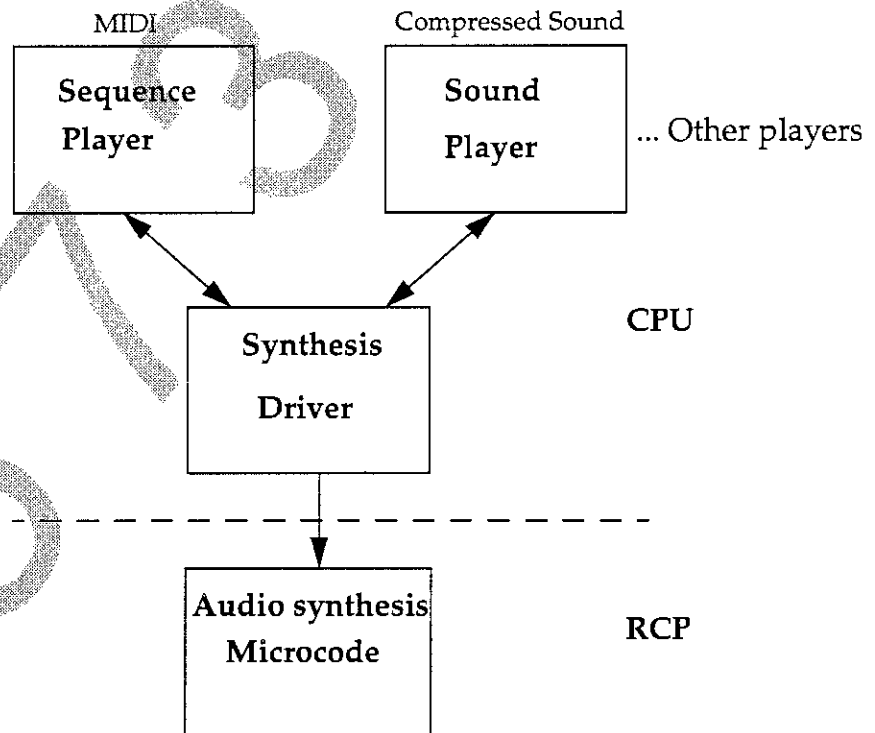 MIDI
Compressed Sound
Sequence
Player
Sound
Player
... Other players
CPU
Synthesis
Driver
Audio synthesis
Microcode
RCP